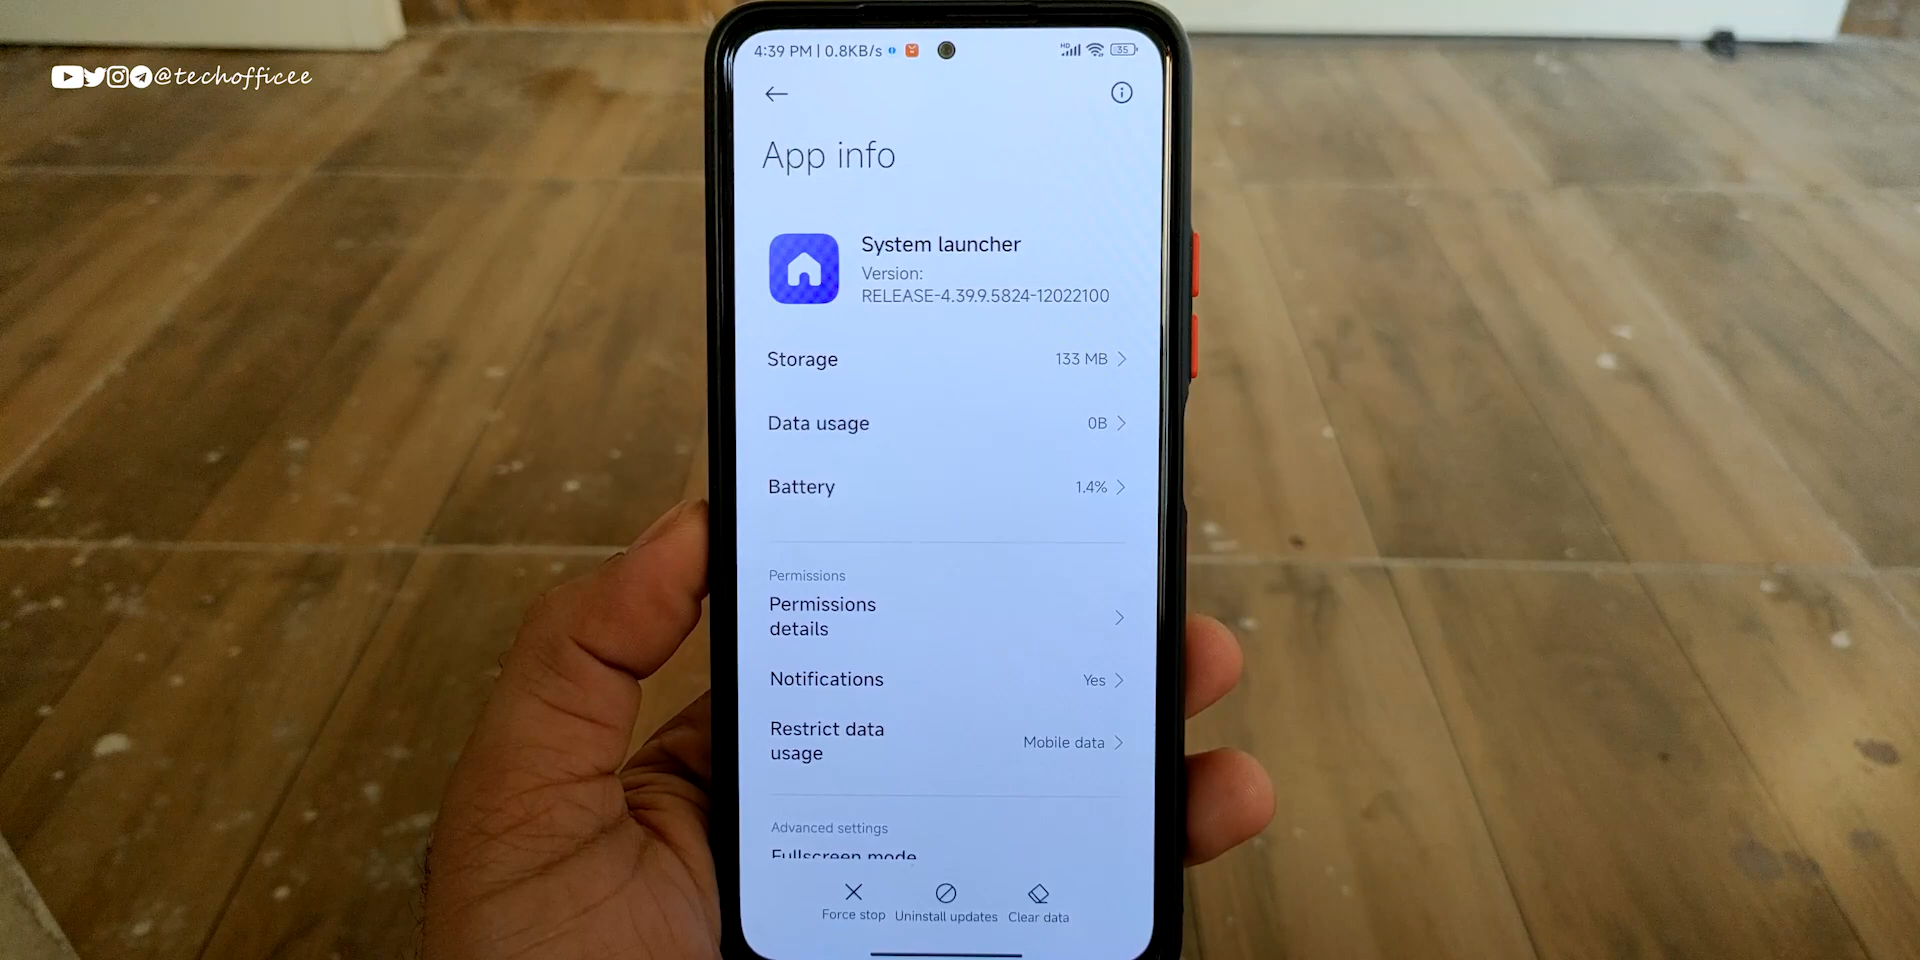 @techofficee
4:39 PM | 0.8KB/s
HD
35
App info
System launcher
Version:
RELEASE-4.39.9.5824-12022100
Storage 133 MB
Data usage 0B
Battery 1.4%
Permissions
Permissions
details
Notifications Yes
Restrict data
usage
Mobile data
Advanced settings
Fullscreen mode
Force stop Uninstall updates Clear data